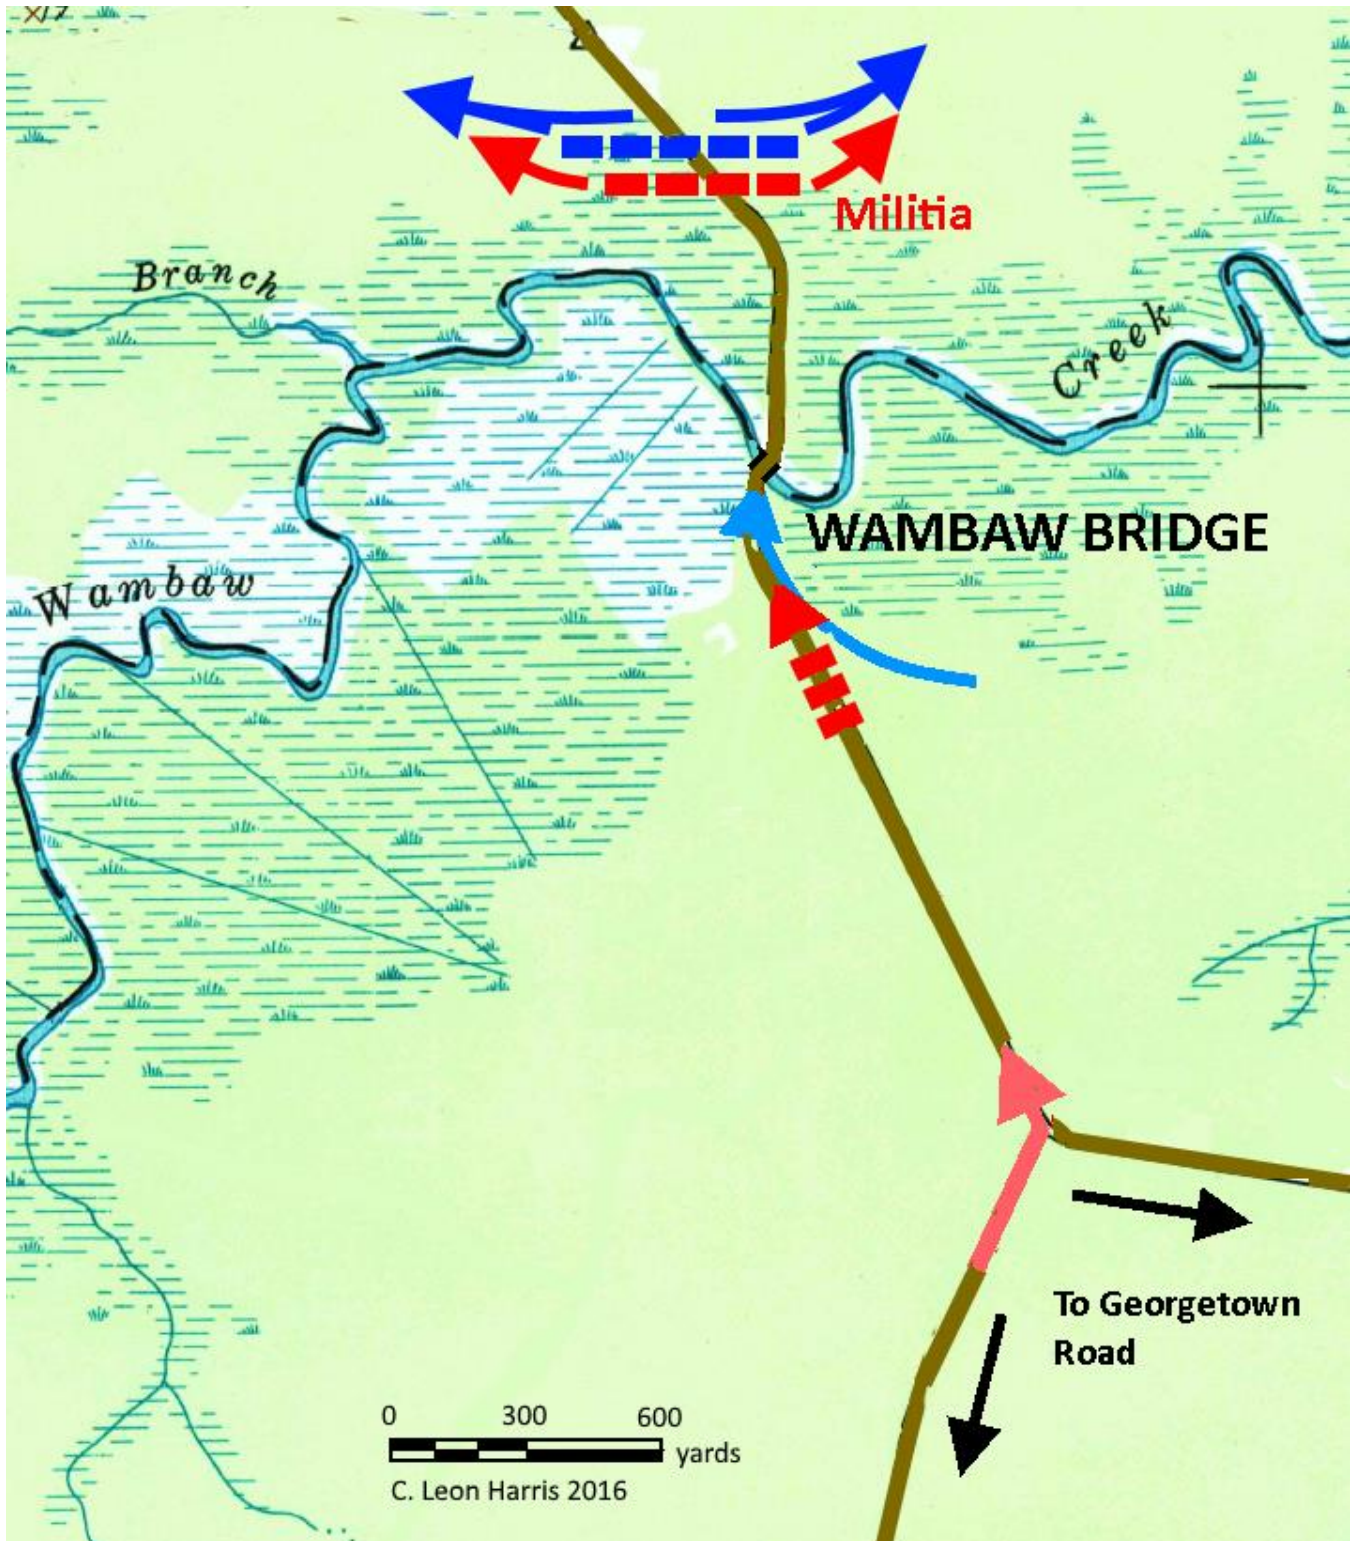 Militia
Branch
Creek
WAMBAW BRIDGE
Wambaw
To Georgetown
Road
0 300 600
yards
C. Leon Harris 2016